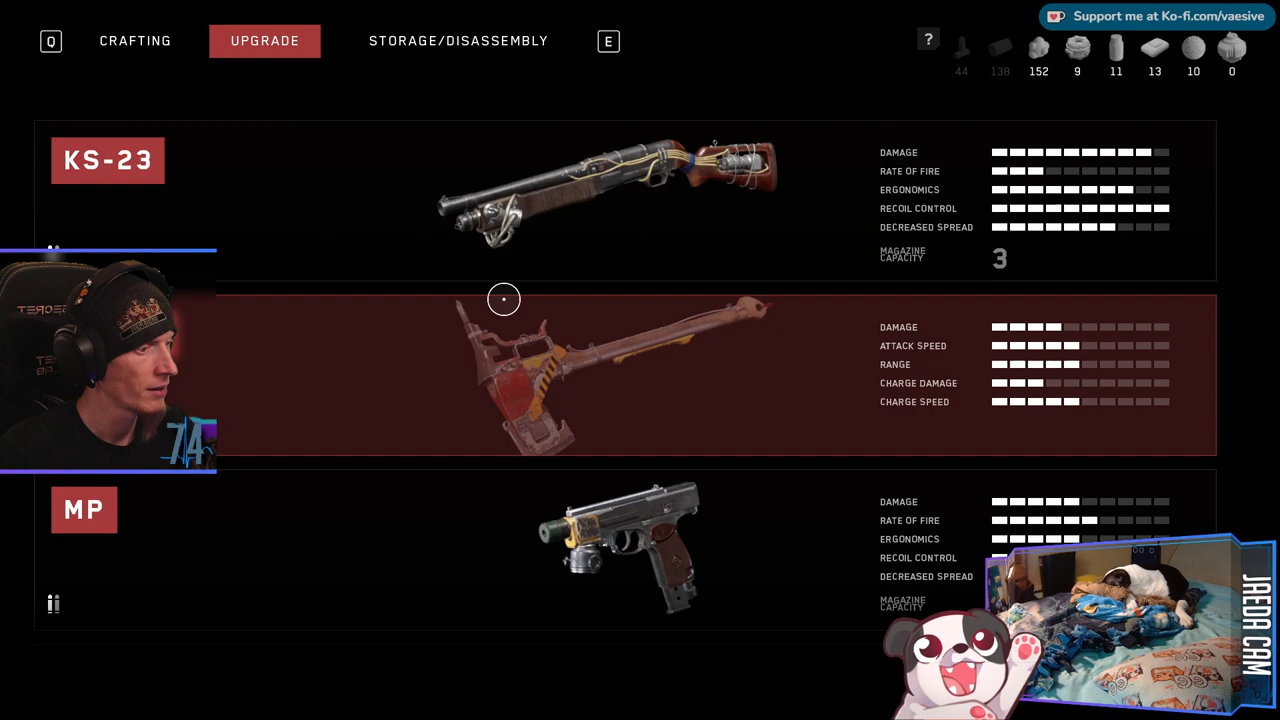 Support me at Ko-fi.com/vaesive
Q CRAFTING UPGRADE STORAGE/DISASSEMBLY E ?
44 138 152 9 11 13 10 0
KS-23
DAMAGE
RATE OF FIRE
ERGONOMICS
RECOIL CONTROL
DECREASED SPREAD
MAGAZINE
CAPACITY
3
DAMAGE
ATTACK SPEED
RANGE
CHARGE DAMAGE
CHARGE SPEED
74
MP
DAMAGE
RATE OF FIRE
ERGONOMICS
RECOIL CONTROL
DECREASED SPREAD
MAGAZINE
CAPACITY
JAEDA CAM